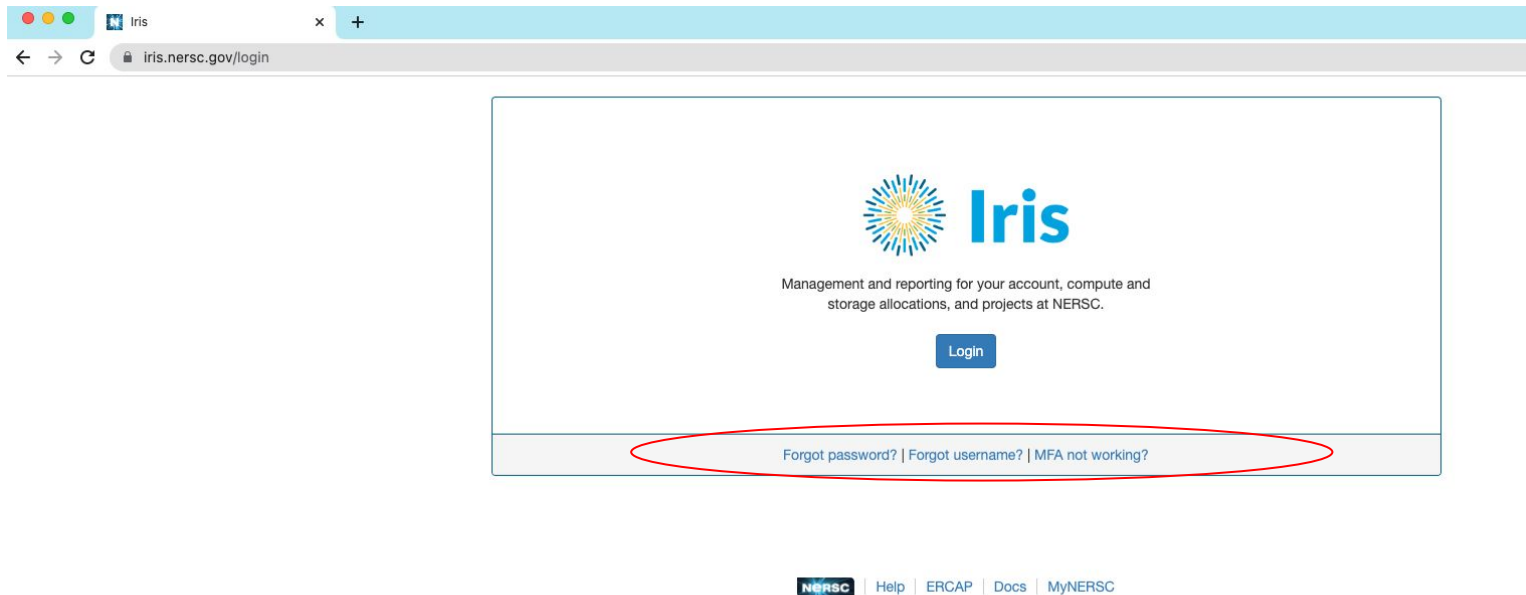 Iris
iris.nersc.gov/login
Iris
Management and reporting for your account, compute and
storage allocations, and projects at NERSC.
Login
Forgot password? | Forgot username? | MFA not working?
NERSC | Help | ERCAP | Docs | MyNERSC